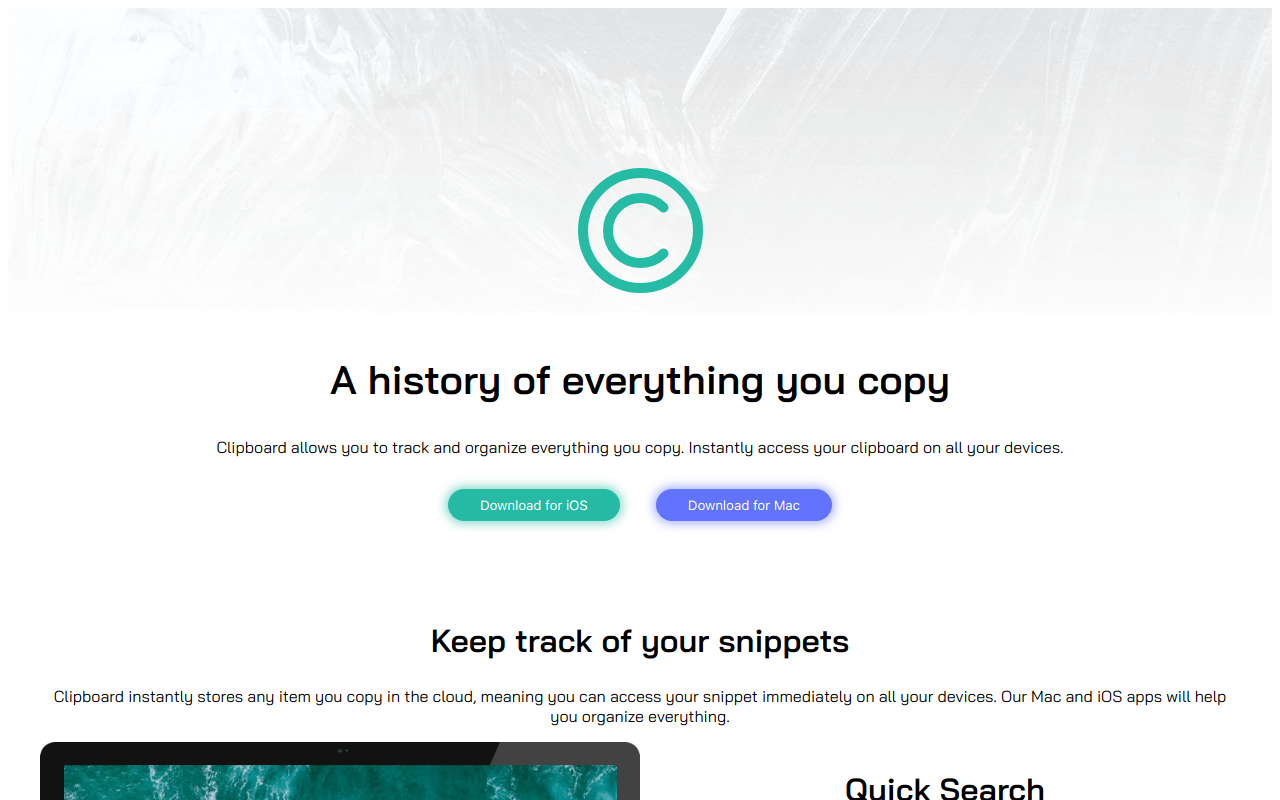 A history of everything you copy
Clipboard allows you to track and organize everything you copy. Instantly access your clipboard on all your devices.
Download for iOS
Download for Mac
Keep track of your snippets
Clipboard instantly stores any item you copy in the cloud, meaning you can access your snippet immediately on all your devices. Our Mac and iOS apps will help
you organize everything.
Quick Search